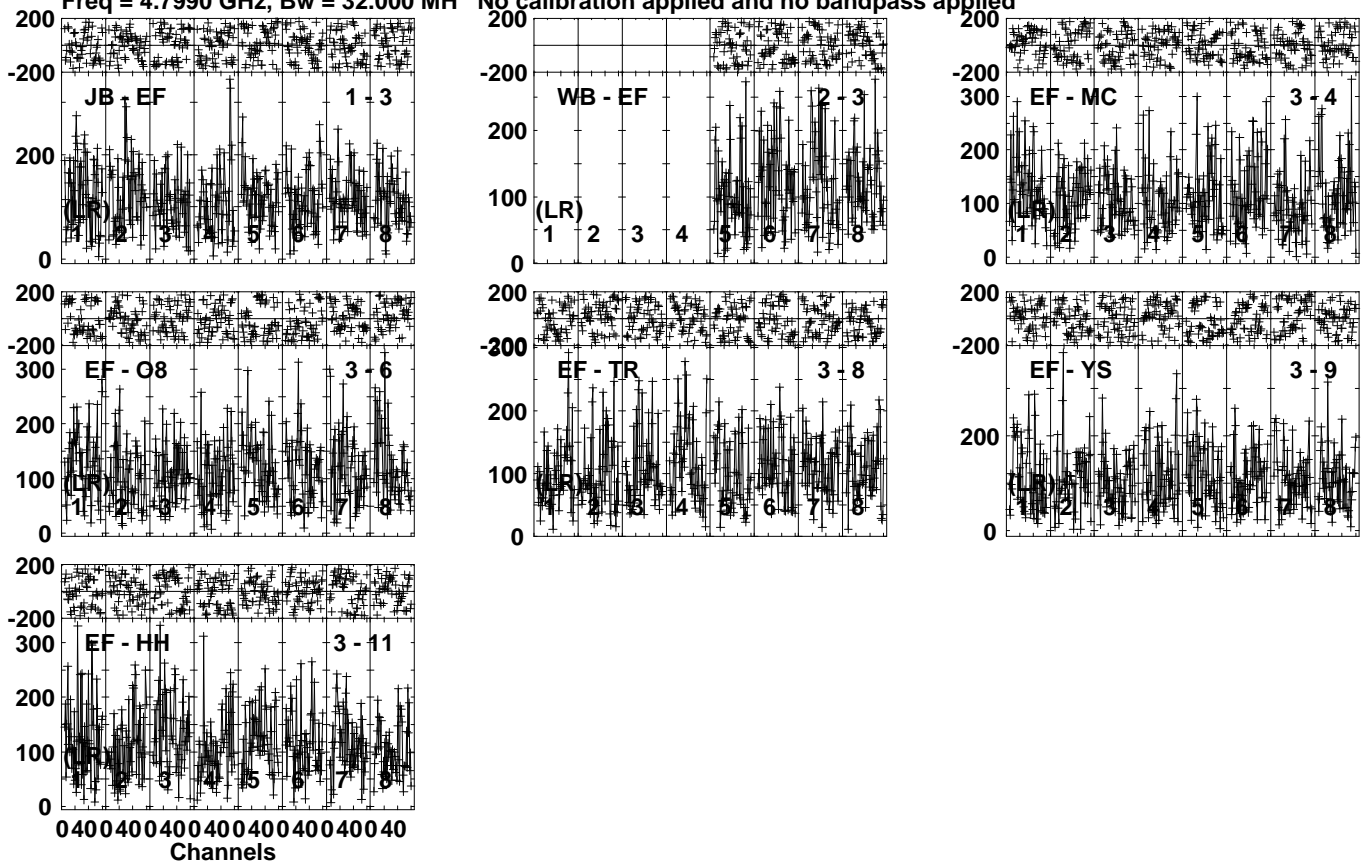 Freq = 4.7990 GHz, Bw = 32.000 MH No calibration applied and no bandpass applied
200
-200
JB - EF 1 - 3
200
(LR)
1 2 3 4 5 6 7 8
0
200
-200
WB - EF 2 - 3
200
100
(LR)
1 2 3 4 5 6 7 8
0
200
-200
EF - MC 3 - 4
300
200
100
(LR)
1 2 3 4 5 6 7 8
0
200
-200
EF - O8 3 - 6
300
200
100
(LR)
1 2 3 4 5 6 7 8
0
200
-200
300
EF - TR 3 - 8
200
100
(LR)
1 2 3 4 5 6 7 8
0
200
-200
EF - YS 3 - 9
200
(LR)
1 2 3 4 5 6 7 8
0
200
-200
EF - HH 3 - 11
300
200
100
(LR)
1 2 3 4 5 6 7 8
0
0 40 0 40 0 40 0 40 0 40 0 40 0 40 0 40
Channels